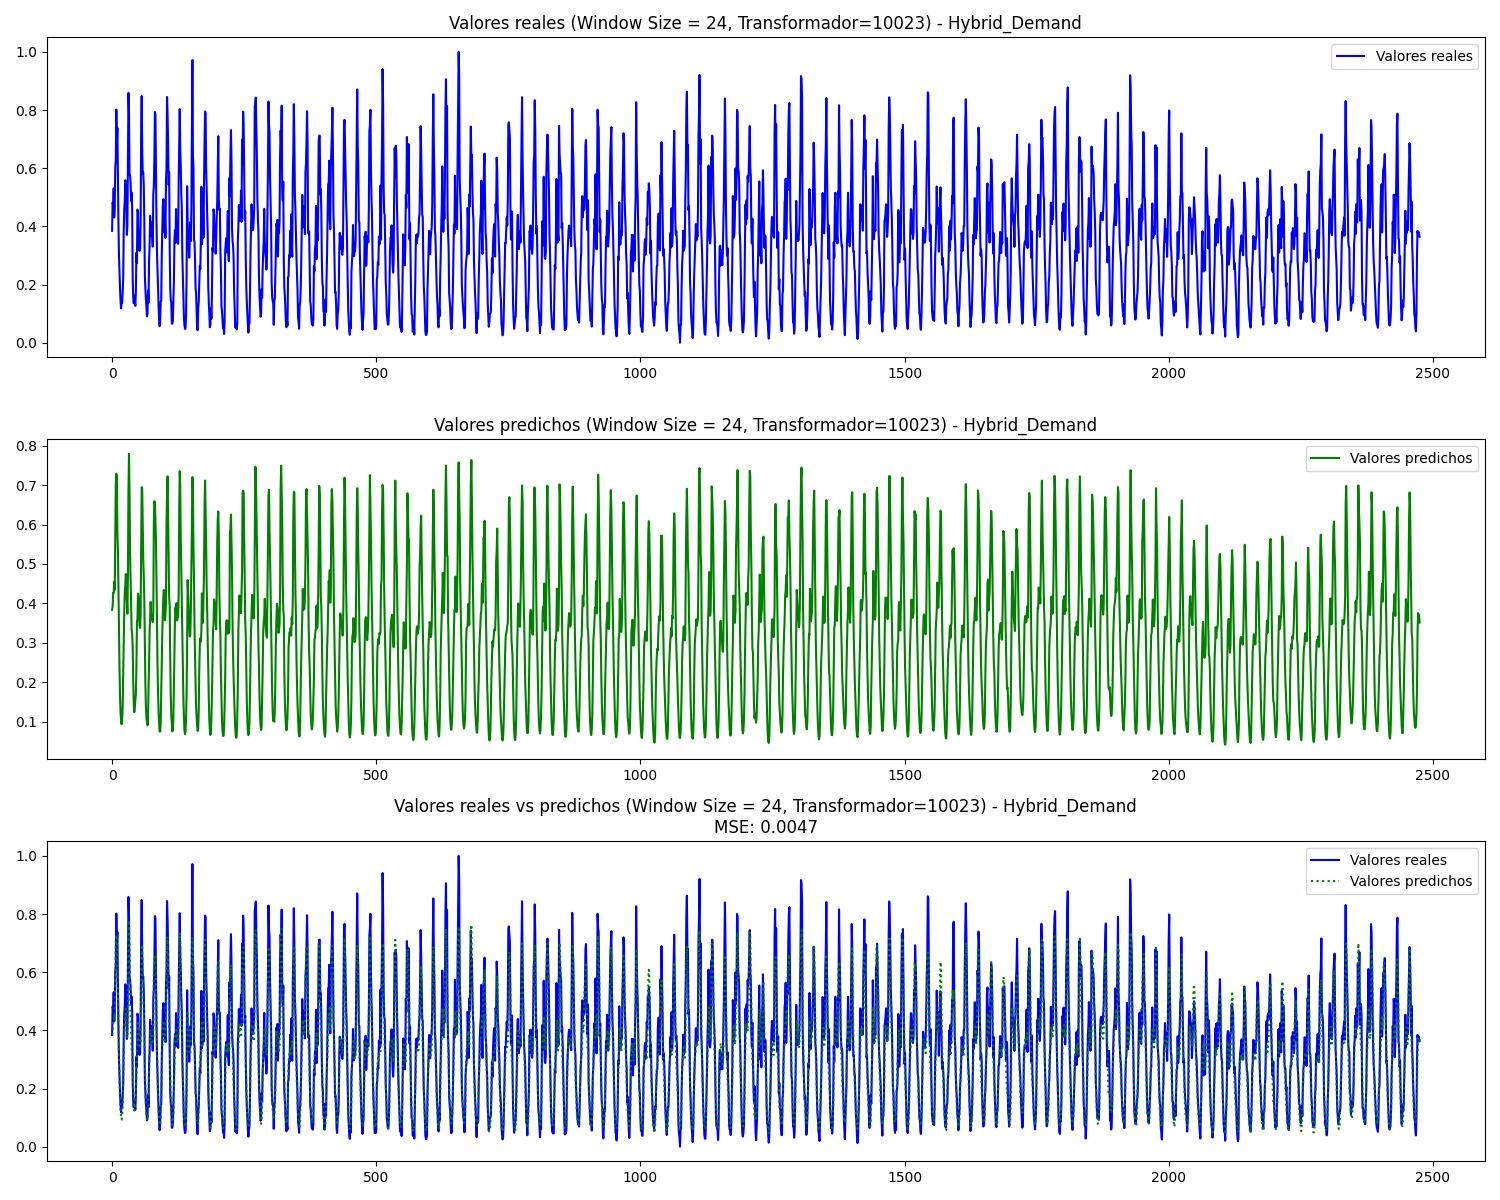 Valores reales (Window Size = 24, Transformador=10023) - Hybrid_Demand
1.0
0.8
0.6
0.4
0.2
0.0
Valores reales
0 500 1000 1500 2000 2500
Valores predichos (Window Size = 24, Transformador=10023) - Hybrid_Demand
0.8
0.7
0.6
0.5
0.4
0.3
0.2
0.1
Valores predichos
0 500 1000 1500 2000 2500
Valores reales vs predichos (Window Size = 24, Transformador=10023) - Hybrid_Demand
MSE: 0.0047
1.0
0.8
0.6
0.4
0.2
0.0
Valores reales
Valores predichos
0 500 1000 1500 2000 2500